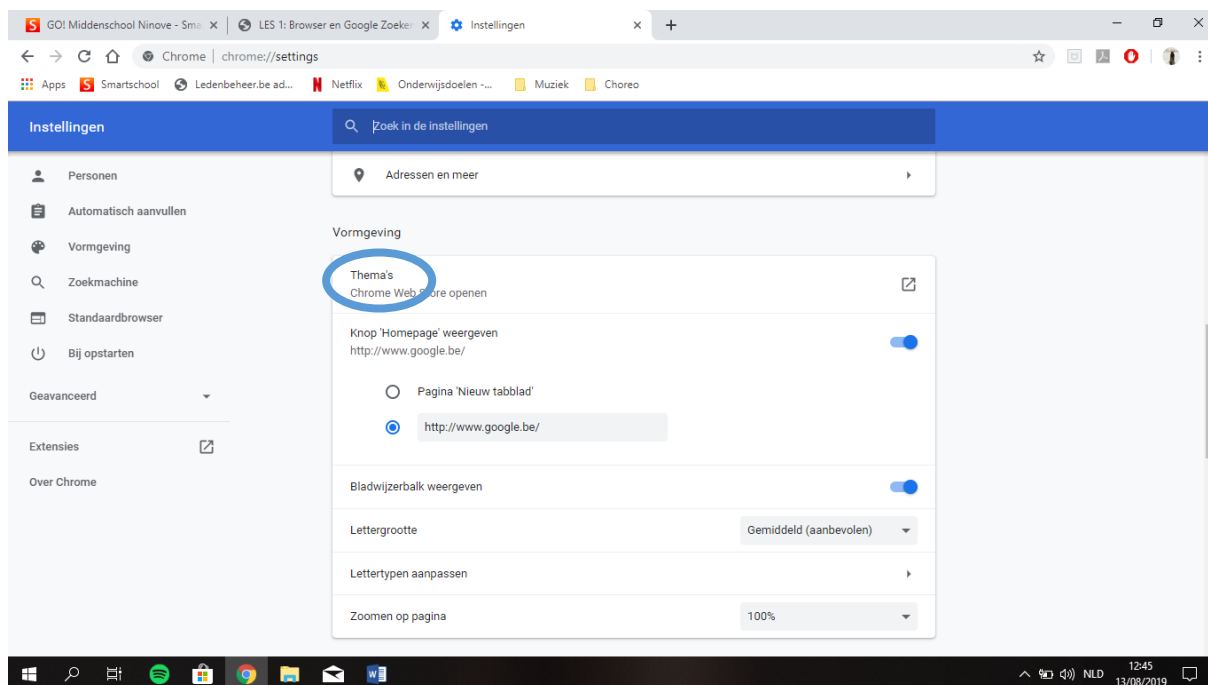 GO! Middenschool Ninove - Sma
LES 1: Browser en Google Zoeker
Instellingen
Chrome | chrome://settings
Apps
Smartschool
Ledenbeheer.be ad...
Netflix
Onderwijsdoelen -...
Muziek
Choreo
Instellingen
Zoek in de instellingen
Personen
Automatisch aanvullen
Vormgeving
Zoekmachine
Standaardbrowser
Bij opstarten
Geavanceerd
Extensies
Over Chrome
Adressen en meer
Vormgeving
Thema's
Chrome Web Store openen
Knop 'Homepage' weergeven
http://www.google.be/
Pagina 'Nieuw tabblad'
http://www.google.be/
Bladwijzerbalk weergeven
Lettergrootte
Gemiddeld (aanbevolen)
Lettertypen aanpassen
Zoomen op pagina
100%
NLD
12:45
13/08/2019